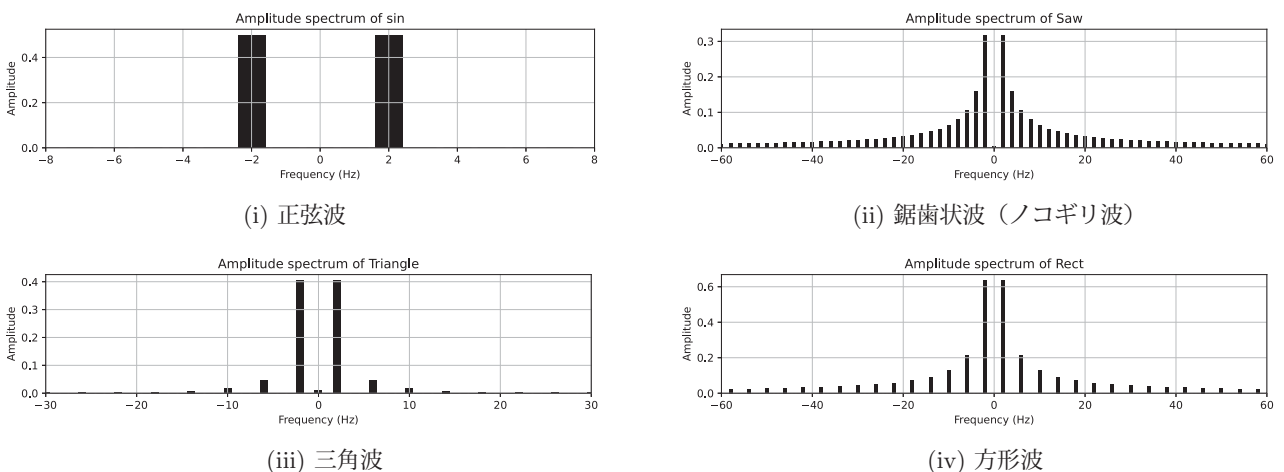 Amplitude spectrum of sin
Amplitude
0.4
0.2
0.0
−8 −6 −4 −2 0 2 4 6 8
Frequency (Hz)
(i) 正弦波
Amplitude spectrum of Saw
Amplitude
0.3
0.2
0.1
0.0
−60 −40 −20 0 20 40 60
Frequency (Hz)
(ii) 鋸歯状波（ノコギリ波）
Amplitude spectrum of Triangle
Amplitude
0.4
0.3
0.2
0.1
0.0
−30 −20 −10 0 10 20 30
Frequency (Hz)
(iii) 三角波
Amplitude spectrum of Rect
Amplitude
0.6
0.4
0.2
0.0
−60 −40 −20 0 20 40 60
Frequency (Hz)
(iv) 方形波